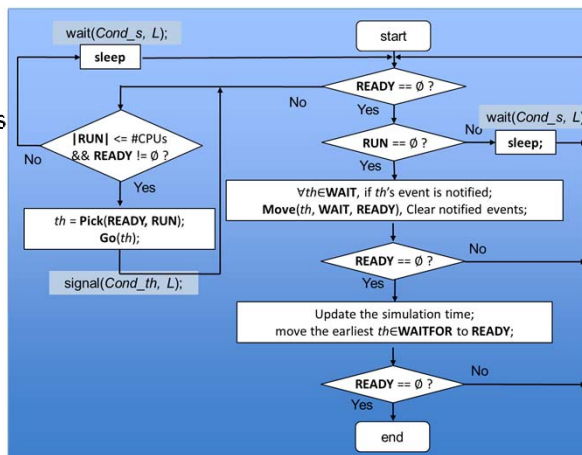 wait(Cond_s, L);
start
sleep
READY == Ø ?
No
Yes
s
|RUN| <= #CPUs
&& READY != Ø ?
No
Yes
RUN == Ø ?
No
wait(Cond_s, L)
sleep;
Yes
th = Pick(READY, RUN);
Go(th);
signal(Cond_th, L);
∀th∈WAIT, if th's event is notified;
Move(th, WAIT, READY), Clear notified events;
READY == Ø ?
No
Yes
Update the simulation time;
move the earliest th∈WAITFOR to READY;
READY == Ø ?
No
Yes
end